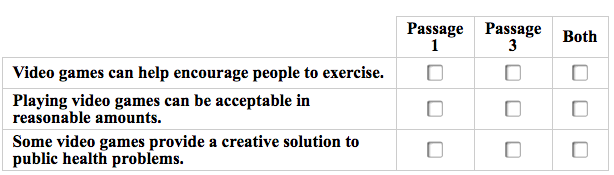 Passage 1
Passage 3
Both
Video games can help encourage people to exercise.
Playing video games can be acceptable in
reasonable amounts.
Some video games provide a creative solution to
public health problems.